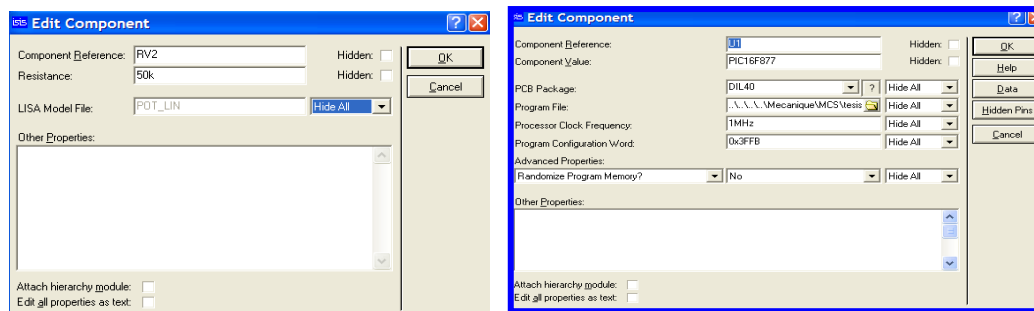 isis Edit Component
Component Reference: RV2 Hidden:
Resistance: 50k Hidden:
LISA Model File: POT_LIN Hide All
Other Properties:
Attach hierarchy module:
Edit all properties as text:
OK
Cancel
isis Edit Component
Component Reference: U1 Hidden:
Component Value: PIC16F877 Hidden:
PCB Package: DIL40 ? Hide All
Program File: ..\..\..\..\Mecanique\MCS\tesis Hide All
Processor Clock Frequency: 1MHz Hide All
Program Configuration Word: 0x3FFB Hide All
Advanced Properties:
Randomize Program Memory? No Hide All
Other Properties:
Attach hierarchy module:
Edit all properties as text:
OK
Help
Data
Hidden Pins
Cancel